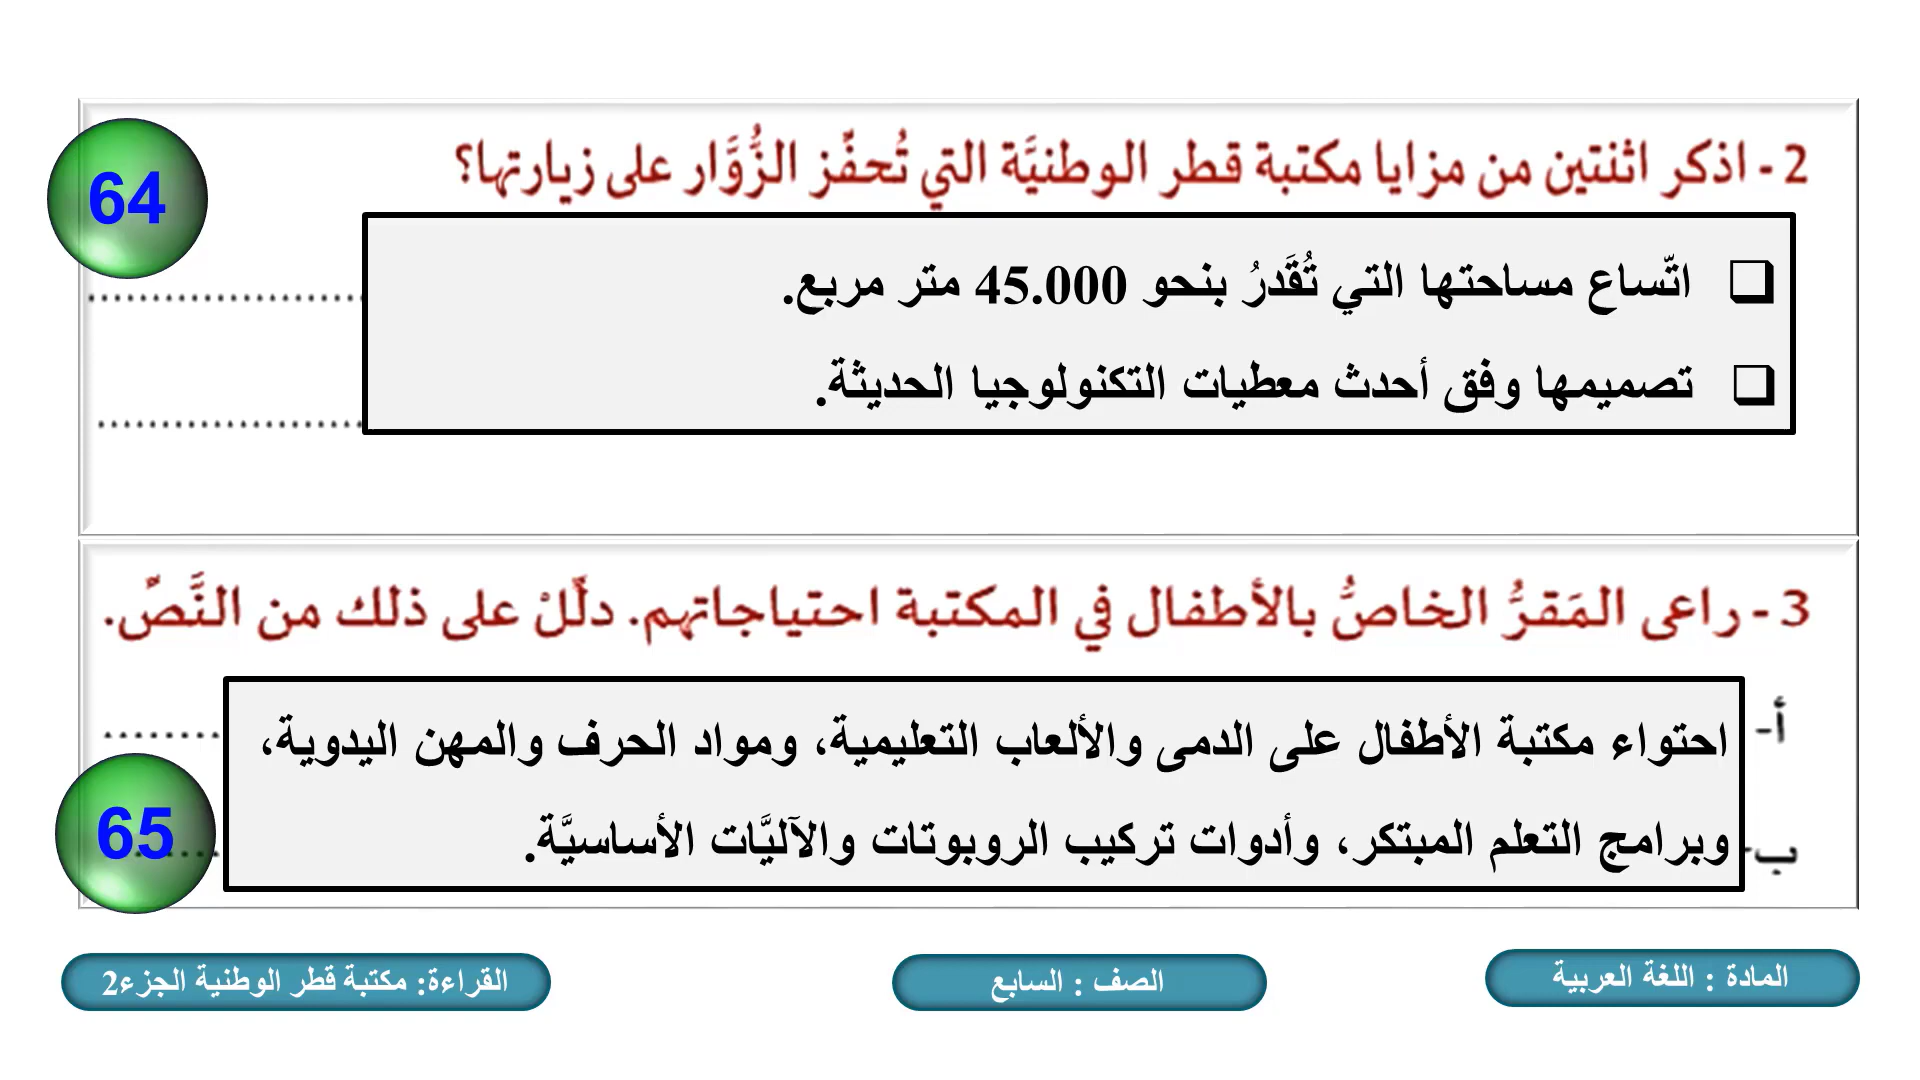 2 - اذكر اثنتين من مزايا مكتبة قطر الوطنيَّة التي تُحفِّز الزُّوَّار على زيارتها؟
64
❑ اتّساع مساحتها التي تُقَدرُ بنحو 45.000 متر مربع.
❑ تصميمها وفق أحدث معطيات التكنولوجيا الحديثة.
3 - راعى المَقرُّ الخاصُّ بالأطفال في المكتبة احتياجاتهم. دلِّلْ على ذلك من النَّصِّ.
أ- احتواء مكتبة الأطفال على الدمى والألعاب التعليمية، ومواد الحرف والمهن اليدوية،
ب- وبرامج التعلم المبتكر، وأدوات تركيب الروبوتات والآليَّات الأساسيَّة.
65
المادة : اللغة العربية
الصف : السابع
القراءة: مكتبة قطر الوطنية الجزء2